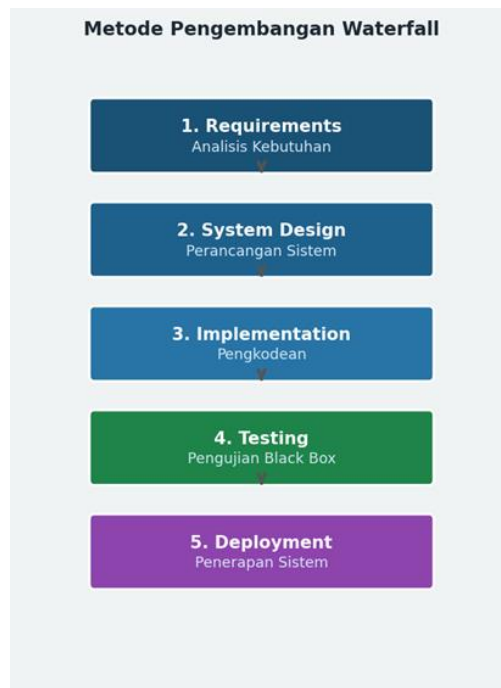 Metode Pengembangan Waterfall
1. Requirements
Analisis Kebutuhan
2. System Design
Perancangan Sistem
3. Implementation
Pengkodean
4. Testing
Pengujian Black Box
5. Deployment
Penerapan Sistem